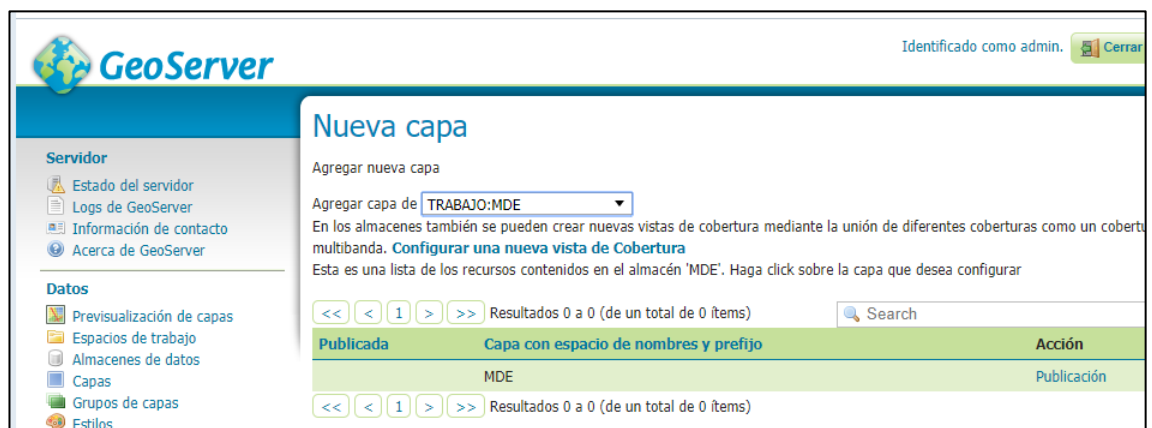 GeoServer
Identificado como admin.
Cerrar
Servidor
Estado del servidor
Logs de GeoServer
Información de contacto
Acerca de GeoServer
Datos
Previsualización de capas
Espacios de trabajo
Almacenes de datos
Capas
Grupos de capas
Estilos
Nueva capa
Agregar nueva capa
Agregar capa de TRABAJO:MDE
En los almacenes también se pueden crear nuevas vistas de cobertura mediante la unión de diferentes coberturas como un cobertu
multibanda. Configurar una nueva vista de Cobertura
Esta es una lista de los recursos contenidos en el almacén 'MDE'. Haga click sobre la capa que desea configurar
<< < 1 > >> Resultados 0 a 0 (de un total de 0 ítems) Search
Publicada Capa con espacio de nombres y prefijo Acción
MDE Publicación
<< < 1 > >> Resultados 0 a 0 (de un total de 0 ítems)